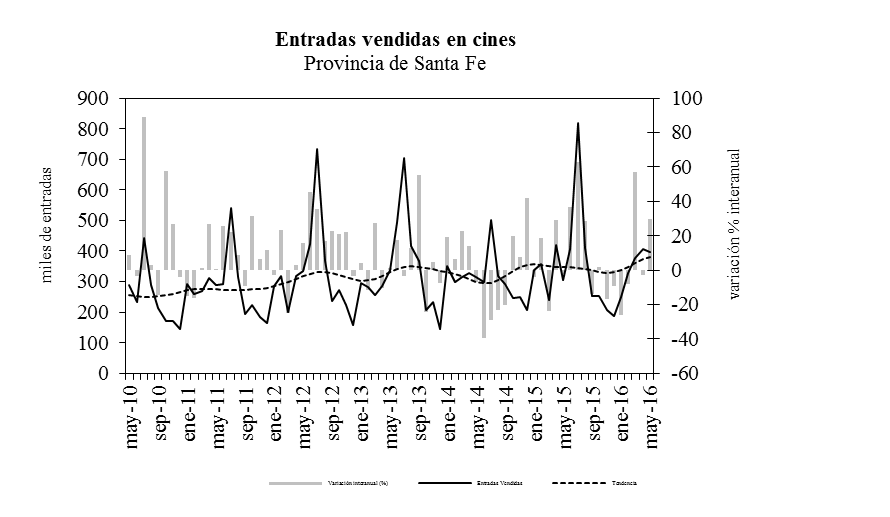 Entradas vendidas en cines
Provincia de Santa Fe
miles de entradas
900
800
700
600
500
400
300
200
100
0
100
80
60
40
20
0
-20
-40
-60
variación % interanual
may-10
sep-10
ene-11
may-11
sep-11
ene-12
may-12
sep-12
ene-13
may-13
sep-13
ene-14
may-14
sep-14
ene-15
may-15
sep-15
ene-16
may-16
Variación interanual (%)
Entradas Vendidas
Tendencia